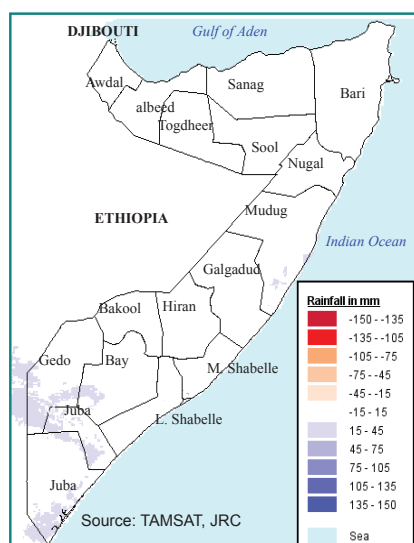 DJIBOUTI
Gulf of Aden
Awdal
Sanag
Bari
albeed
Togdheer
Sool
Nugal
ETHIOPIA
Mudug
Indian Ocean
Galgadud
Bakool
Hiran
Gedo
Bay
M. Shabelle
Juba
L. Shabelle
Juba
Source: TAMSAT, JRC
Rainfall in mm
-150 - -135
-135 - -105
-105 - -75
-75 - -45
-45 - -15
-15 - 15
15 - 45
45 - 75
75 - 105
105 - 135
135 - 150
Sea